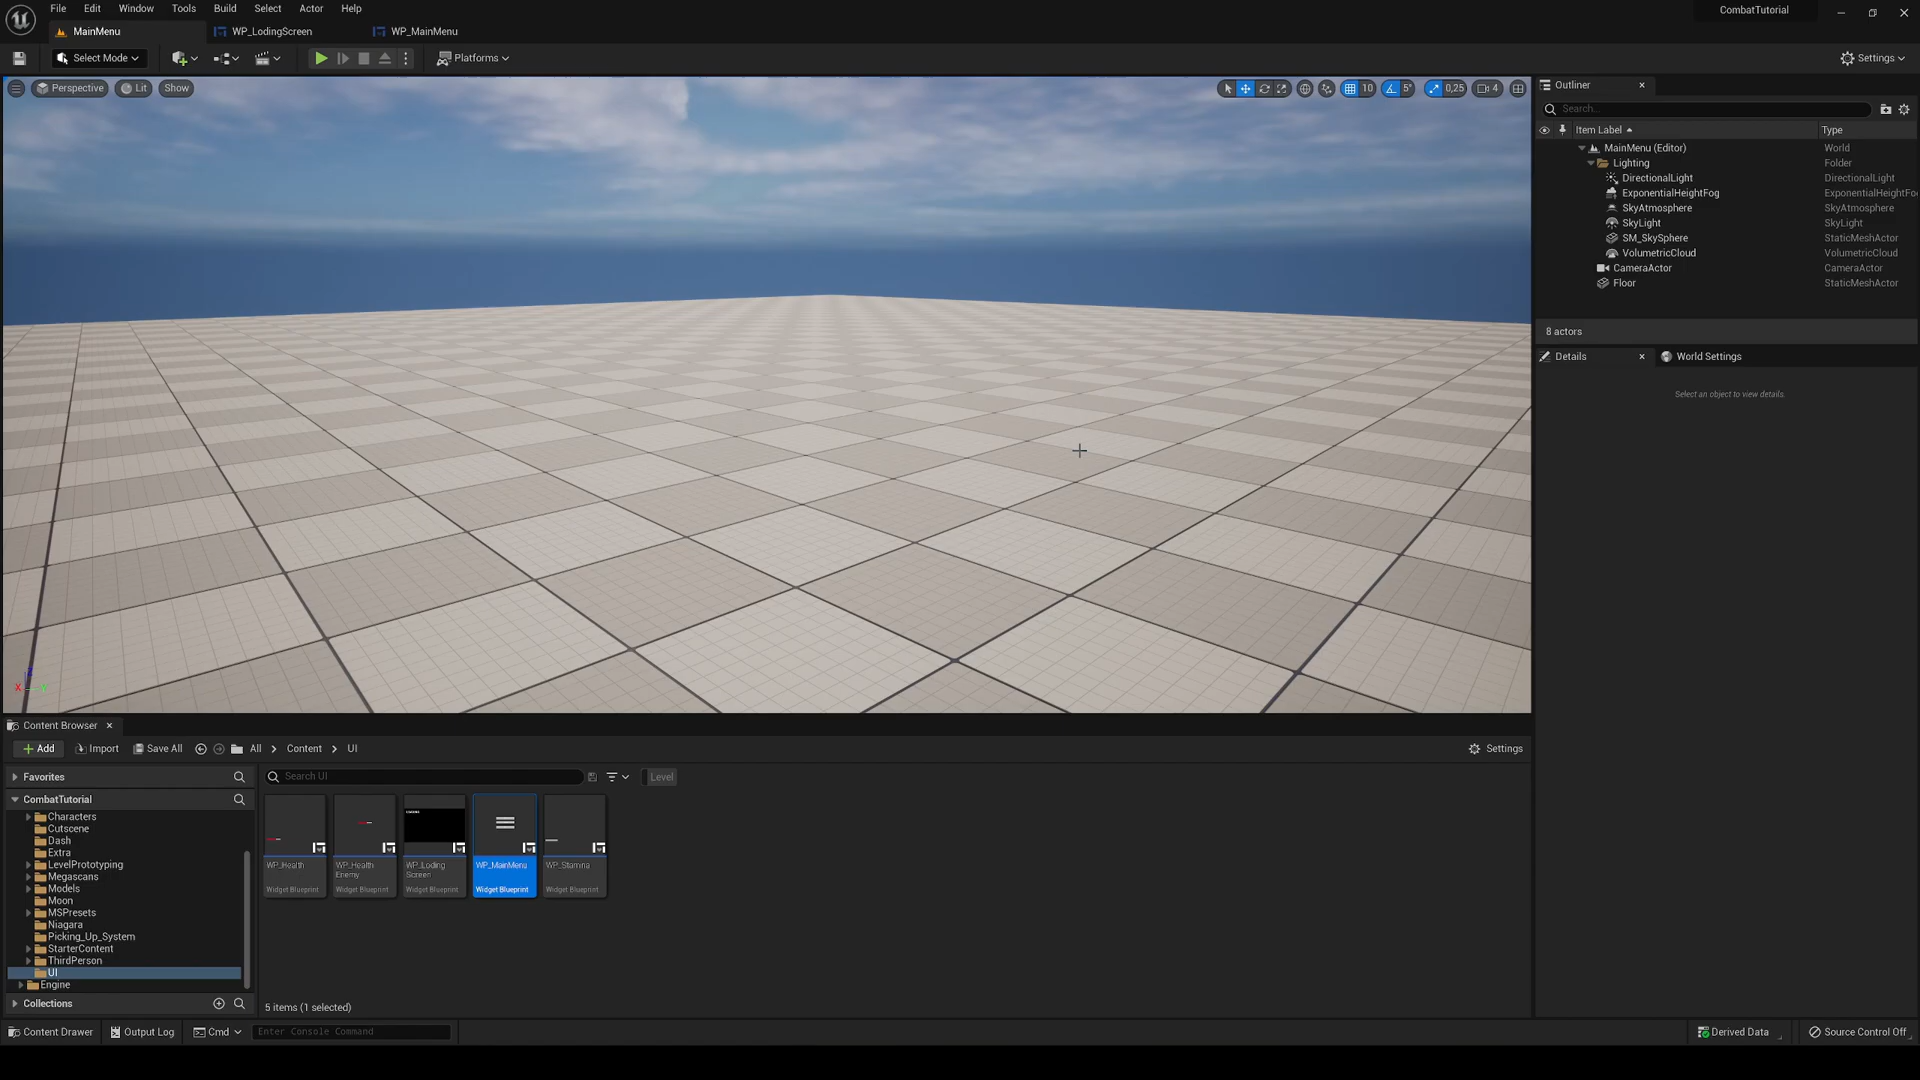 File Edit Window Tools Build Select Actor Help
CombatTutorial
MainMenu WP_LodingScreen WP_MainMenu
Select Mode
Platforms
Settings
Perspective Lit Show
10 5° 0,25 4
Outliner
Search...
Item Label Type
MainMenu (Editor) World
Lighting Folder
DirectionalLight DirectionalLight
ExponentialHeightFog ExponentialHeightFo
SkyAtmosphere SkyAtmosphere
SkyLight SkyLight
SM_SkySphere StaticMeshActor
VolumetricCloud VolumetricCloud
CameraActor CameraActor
Floor StaticMeshActor
8 actors
Details World Settings
Select an object to view details.
X Y
Content Browser
Add Import Save All All Content UI Settings
Favorites
Search UI
Level
CombatTutorial
Characters
Cutscene
Dash
Extra
LevelPrototyping
Megascans
Models
Moon
MSPresets
Niagara
Picking_Up_System
StarterContent
ThirdPerson
UI
Engine
Collections
WP_Health
Widget Blueprint
WP_Health
Enemy
Widget Blueprint
WP_Loding
Screen
Widget Blueprint
WP_MainMenu
Widget Blueprint
WP_Stamina
Widget Blueprint
5 items (1 selected)
Content Drawer Output Log Cmd Enter Console Command
Derived Data Source Control Off